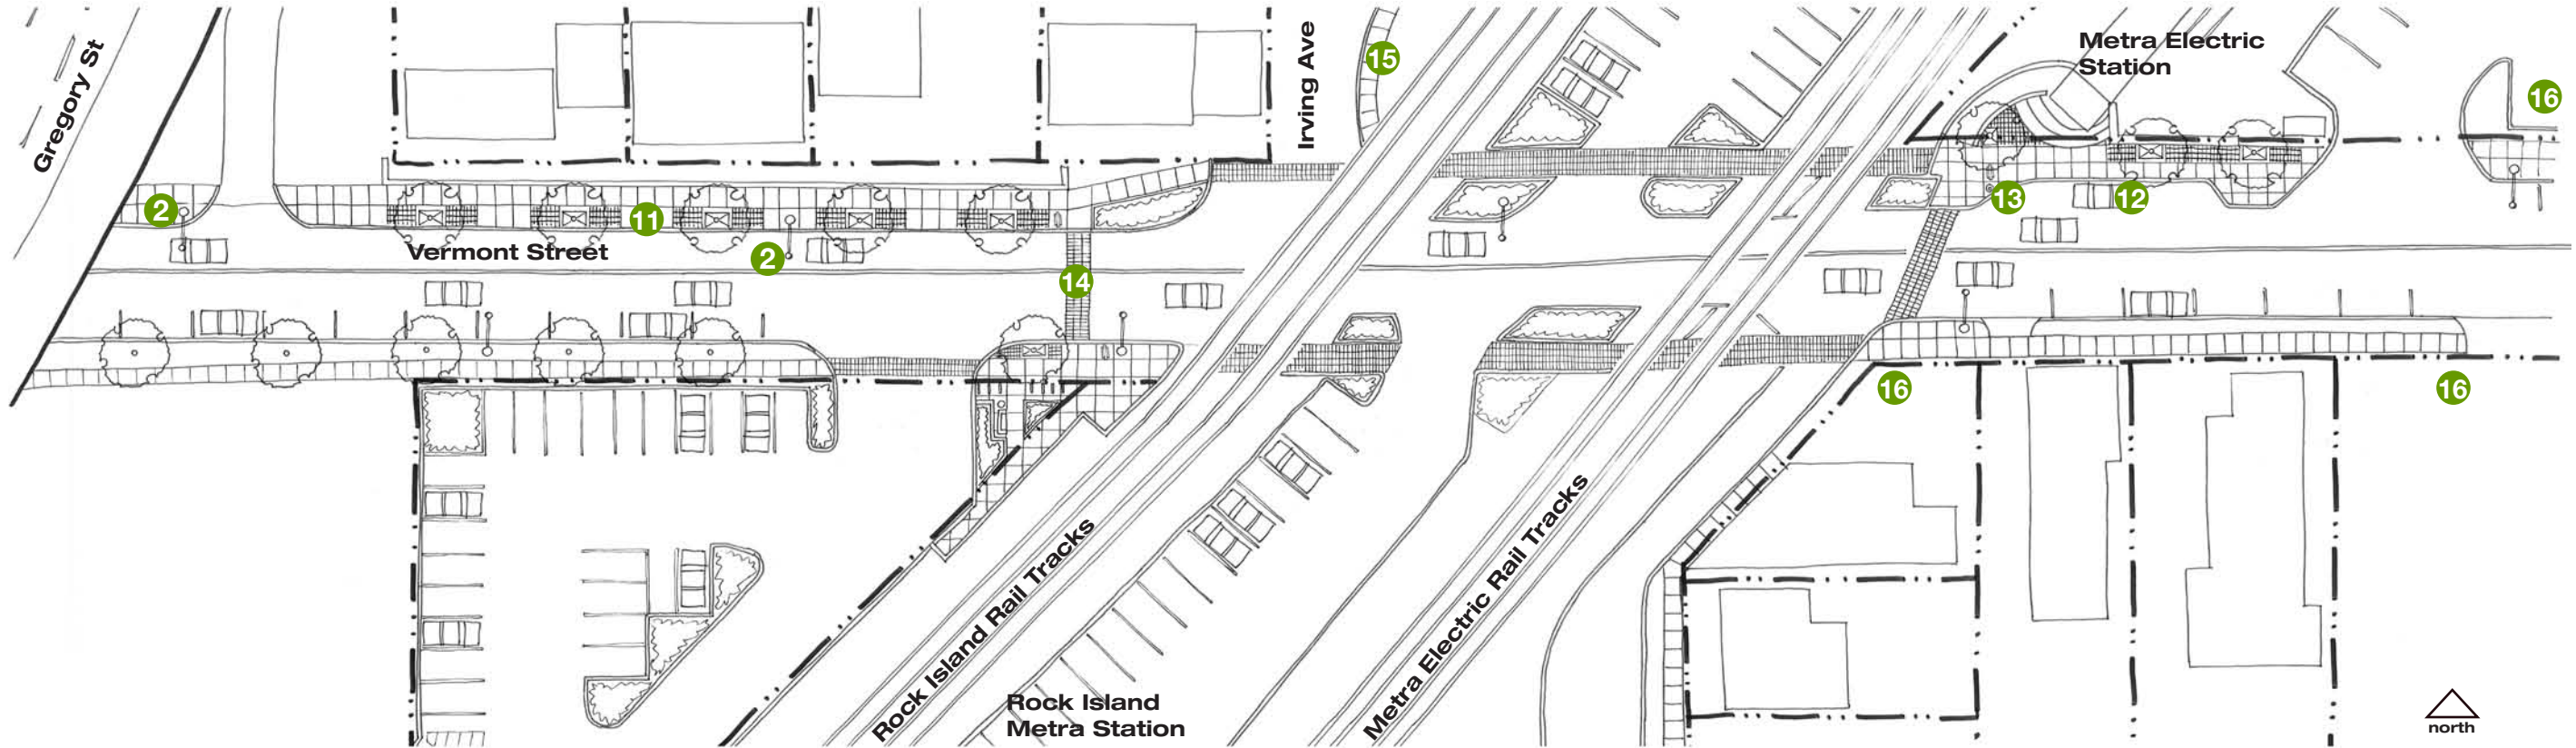 Gregory St
Irving Ave
15
Metra Electric
Station
16
2
11
13
12
Vermont Street
2
14
16
16
Rock Island Rail Tracks
Metra Electric Rail Tracks
Rock Island
Metra Station
north